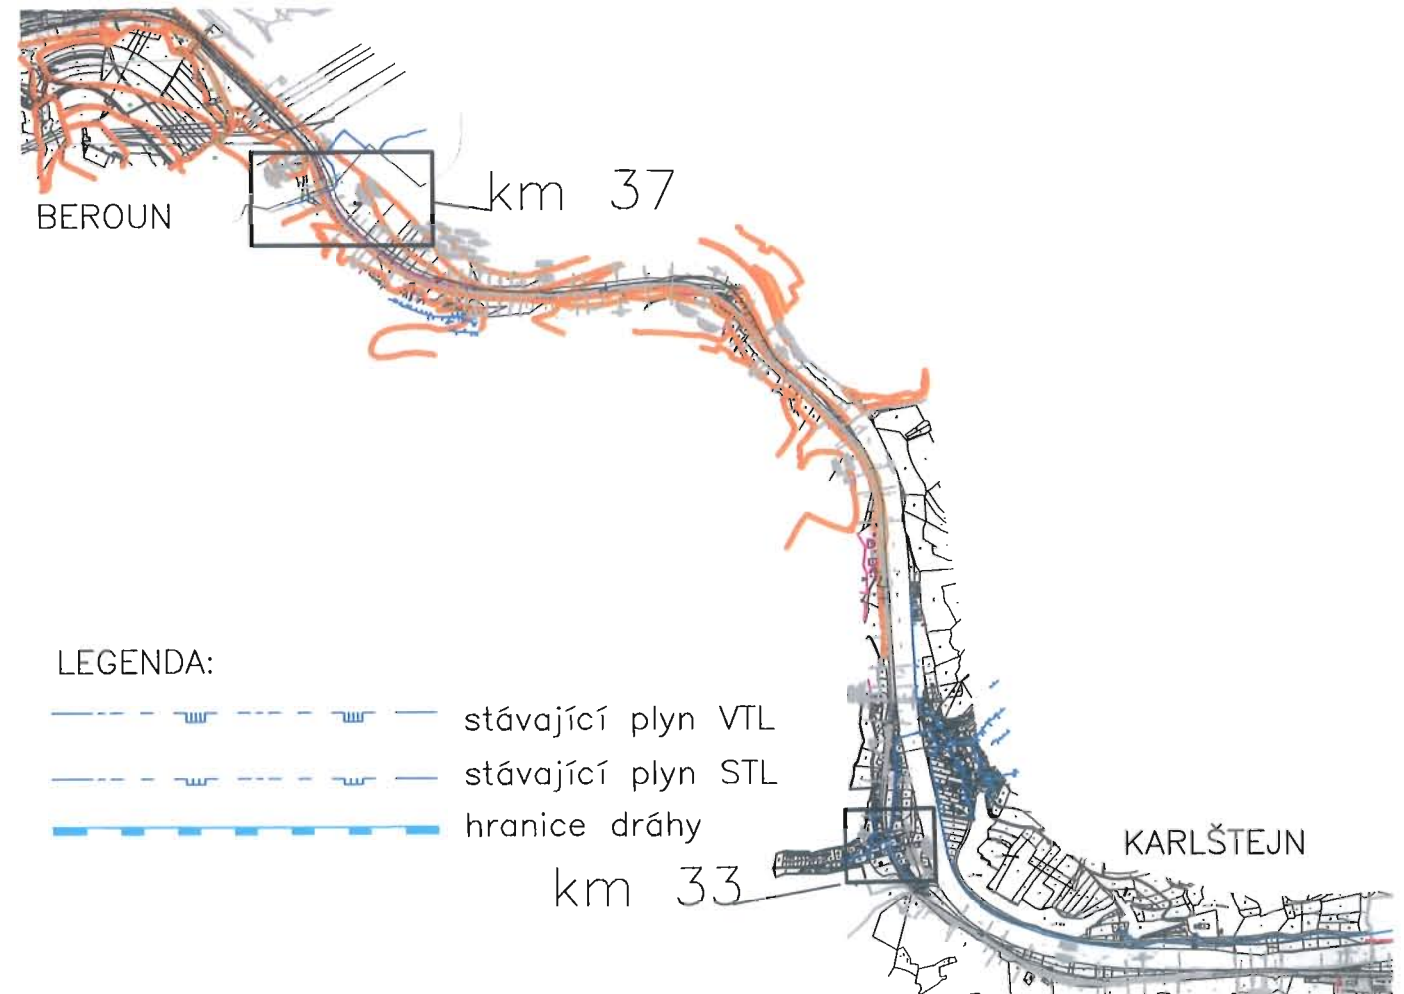 km 37
BEROUN
LEGENDA:
stávající plyn VTL
stávající plyn STL
hranice dráhy
KARLŠTEJN
km 33